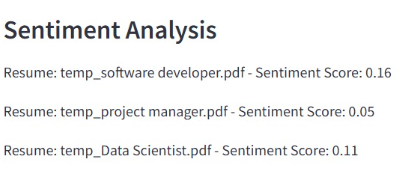 Sentiment Analysis
Resume: temp_software developer.pdf - Sentiment Score: 0.16
Resume: temp_project manager.pdf - Sentiment Score: 0.05
Resume: temp_Data Scientist.pdf - Sentiment Score: 0.11